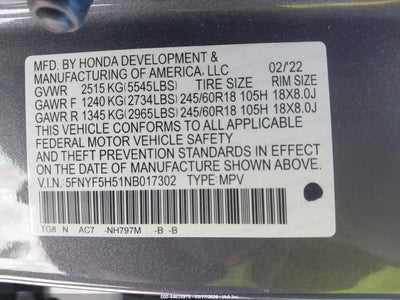 MFD. BY HONDA DEVELOPMENT &
MANUFACTURING OF AMERICA, LLC 02/'22
GVWR 2515 KG(5545LBS) TIRE SIZE RIM SIZE
GAWR F 1240 KG(2734LBS) 245/60R18 105H 18X8.0J
GAWR R 1345 KG(2965LBS) 245/60R18 105H 18X8.0J
THIS VEHICLE CONFORMS TO ALL APPLICABLE
FEDERAL MOTOR VEHICLE SAFETY
AND THEFT PREVENTION STANDARDS IN EFFECT
ON THE DATE OF MANUFACTURE SHOWN ABOVE.
V.I.N.: 5FNYF5H51NB017302 TYPE: MPV
TG8 N AC7 -NH797M -B -B